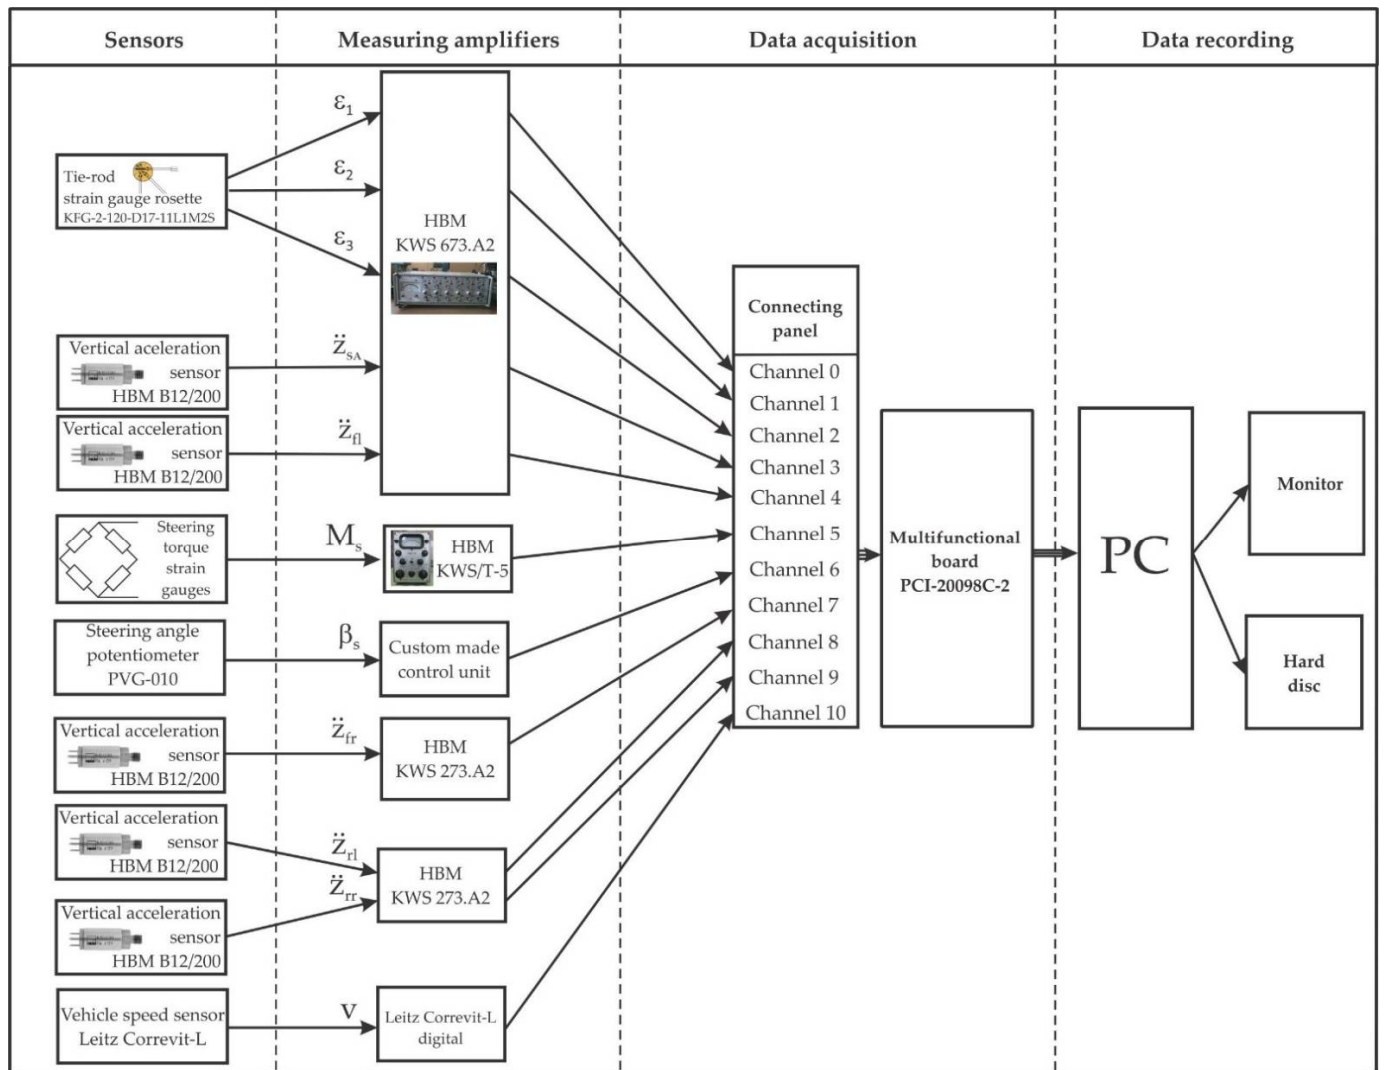 Sensors
Measuring amplifiers
Data acquisition
Data recording
Tie-rod
strain gauge rosette
KFG-2-120-D17-11L1M2S
ε1
ε2
ε3
HBM
KWS 673.A2
Vertical aceleration
sensor
HBM B12/200
z̈sA
Vertical acceleration
sensor
HBM B12/200
z̈fl
Steering
torque
strain
gauges
Ms
HBM
KWS/T-5
Steering angle
potentiometer
PVG-010
βs
Custom made
control unit
Vertical acceleration
sensor
HBM B12/200
z̈fr
HBM
KWS 273.A2
Vertical acceleration
sensor
HBM B12/200
z̈rl
z̈rr
HBM
KWS 273.A2
Vertical acceleration
sensor
HBM B12/200
Vehicle speed sensor
Leitz Correvit-L
v
Leitz Correvit-L
digital
Connecting
panel
Channel 0
Channel 1
Channel 2
Channel 3
Channel 4
Channel 5
Channel 6
Channel 7
Channel 8
Channel 9
Channel 10
Multifunctional
board
PCI-20098C-2
PC
Monitor
Hard
disc